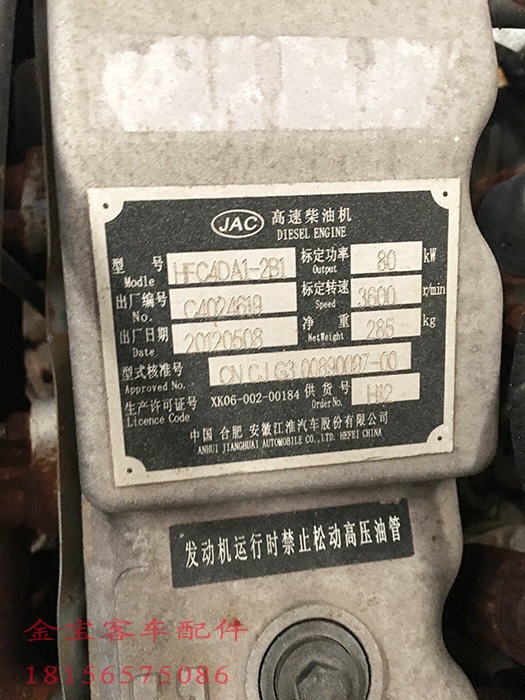 JAC 高速柴油机
DIESEL ENGINE
型号 HFC4DA1-2B1 标定功率 80 kW
Modle Output
出厂编号 C4024619 标定转速 3600 r/min
No. Speed
出厂日期 20120508 净重 285 kg
Date NetWeight
型式核准号 CN CJ G3 00890097-00
Approved No.
生产许可证号 XK06-002-00184 供货号 H12
Licence Code Order No.
中国 合肥 安徽江淮汽车股份有限公司
ANHUI JIANGHUAI AUTOMOBILE CO., LTD. HEFEI CHINA
发动机运行时禁止松动高压油管
金宝客车配件
18156575086